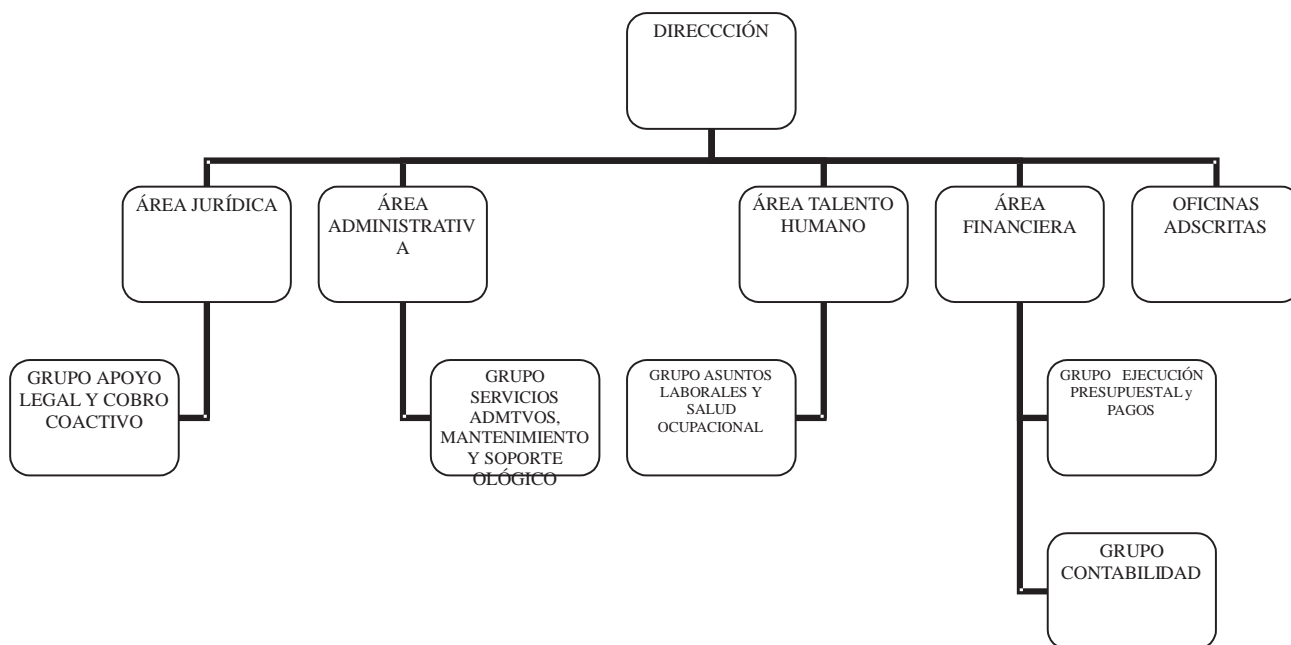 DIRECCCIÓN
ÁREA JURÍDICA
ÁREA
ADMINISTRATIV
A
ÁREA TALENTO
HUMANO
ÁREA
FINANCIERA
OFICINAS
ADSCRITAS
GRUPO APOYO
LEGAL Y COBRO
COACTIVO
GRUPO
SERVICIOS
ADMTVOS,
MANTENIMIENTO
Y SOPORTE
OLÓGICO
GRUPO ASUNTOS
LABORALES Y
SALUD
OCUPACIONAL
GRUPO EJECUCIÓN
PRESUPUESTAL y
PAGOS
GRUPO
CONTABILIDAD